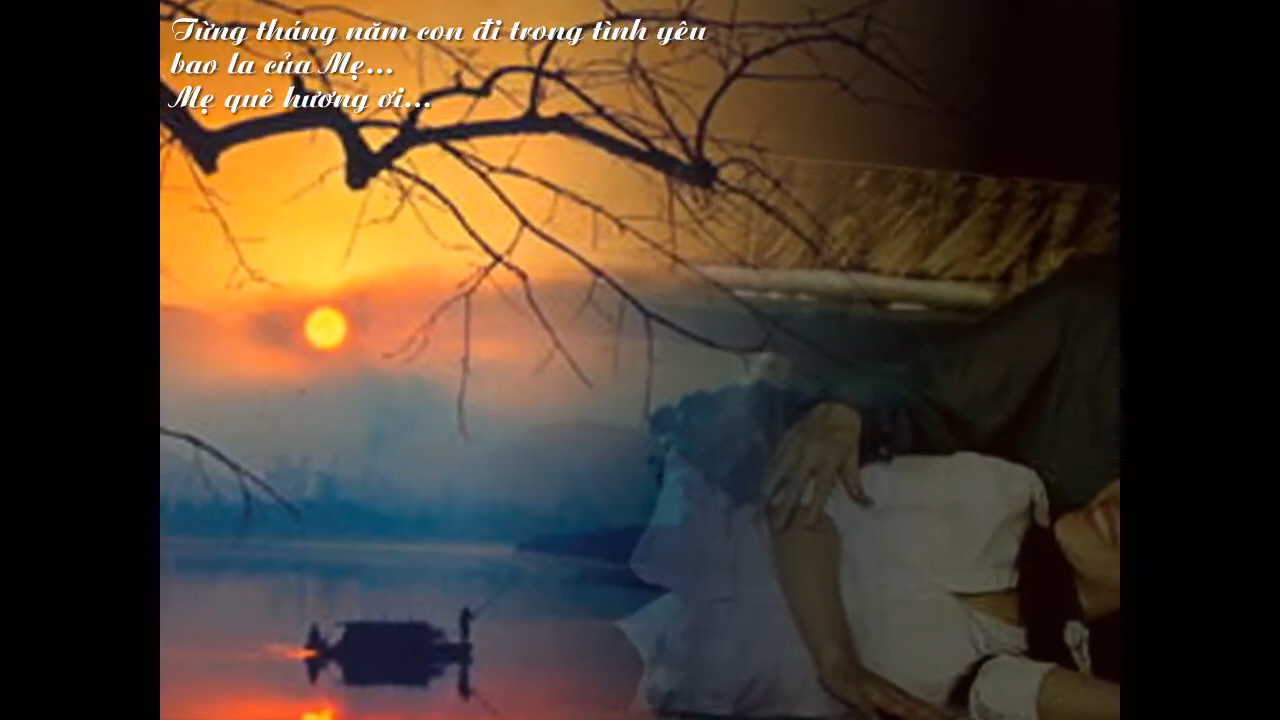 Từng tháng năm con đi trong tình yêu
bao la của Mẹ...
Mẹ quê hương ơi...